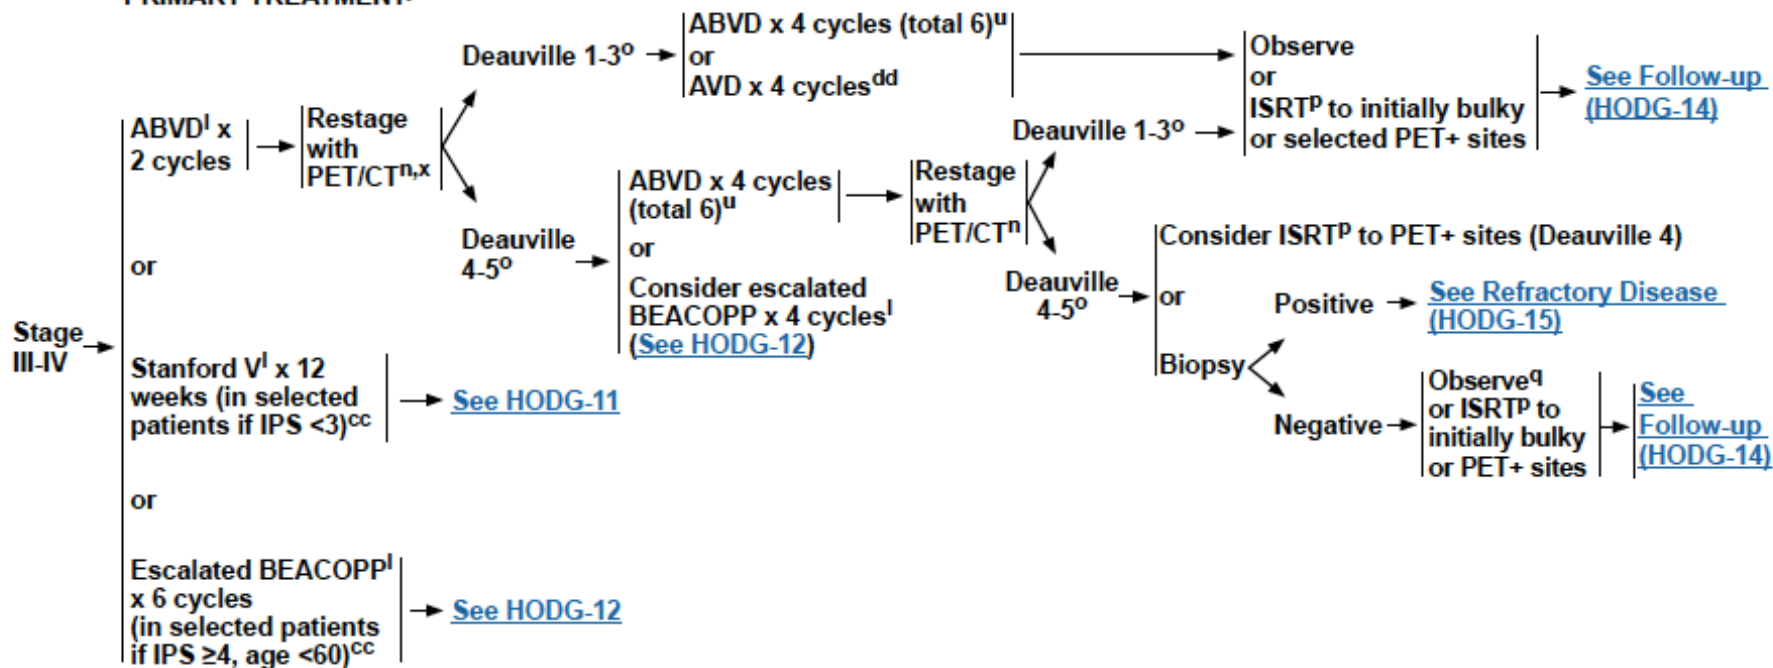 PRIMARY TREATMENT
Stage
III-IV
ABVDl x
2 cycles
or
Stanford Vl x 12
weeks (in selected
patients if IPS <3)cc
or
Escalated BEACOPPl
x 6 cycles
(in selected patients
if IPS ≥4, age <60)cc
Restage
with
PET/CTn,x
See HODG-11
See HODG-12
Deauville 1-3o
Deauville
4-5o
ABVD x 4 cycles (total 6)u
or
AVD x 4 cyclesdd
ABVD x 4 cycles
(total 6)u
or
Consider escalated
BEACOPP x 4 cyclesl
(See HODG-12)
Restage
with
PET/CTn
Deauville 1-3o
Deauville
4-5o
Observe
or
ISRTp to initially bulky
or selected PET+ sites
See Follow-up
(HODG-14)
Consider ISRTp to PET+ sites (Deauville 4)
or
Biopsy
Positive
See Refractory Disease
(HODG-15)
Negative
Observeq
or ISRTp to
initially bulky
or PET+ sites
See
Follow-up
(HODG-14)